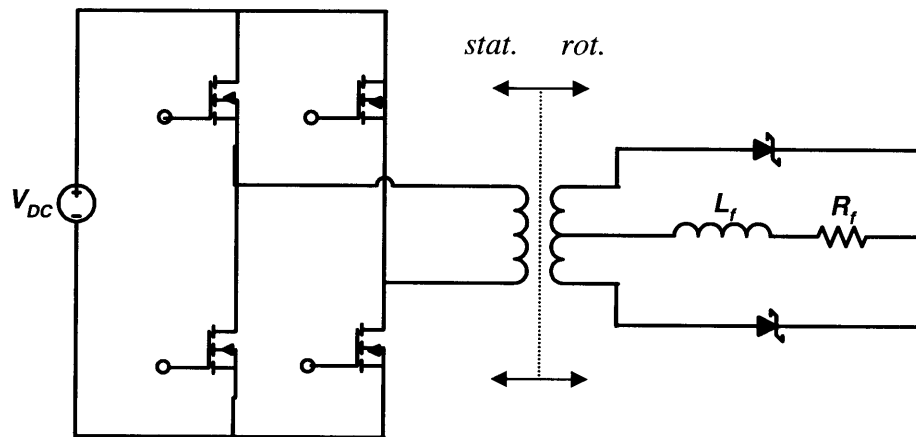 stat. rot.
V_DC
+
-
L_f
R_f